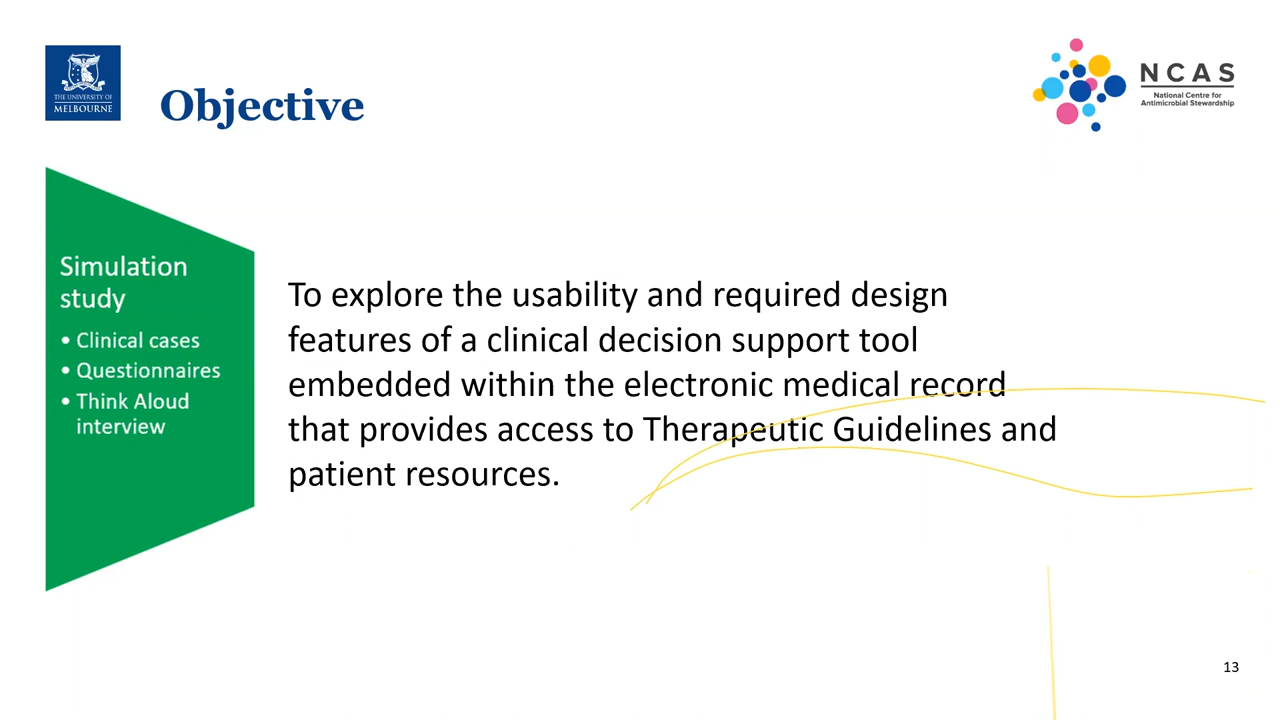 THE UNIVERSITY OF
MELBOURNE
Objective
NCAS
National Centre for
Antimicrobial Stewardship
Simulation
study
• Clinical cases
• Questionnaires
• Think Aloud
interview
To explore the usability and required design
features of a clinical decision support tool
embedded within the electronic medical record
that provides access to Therapeutic Guidelines and
patient resources.
13